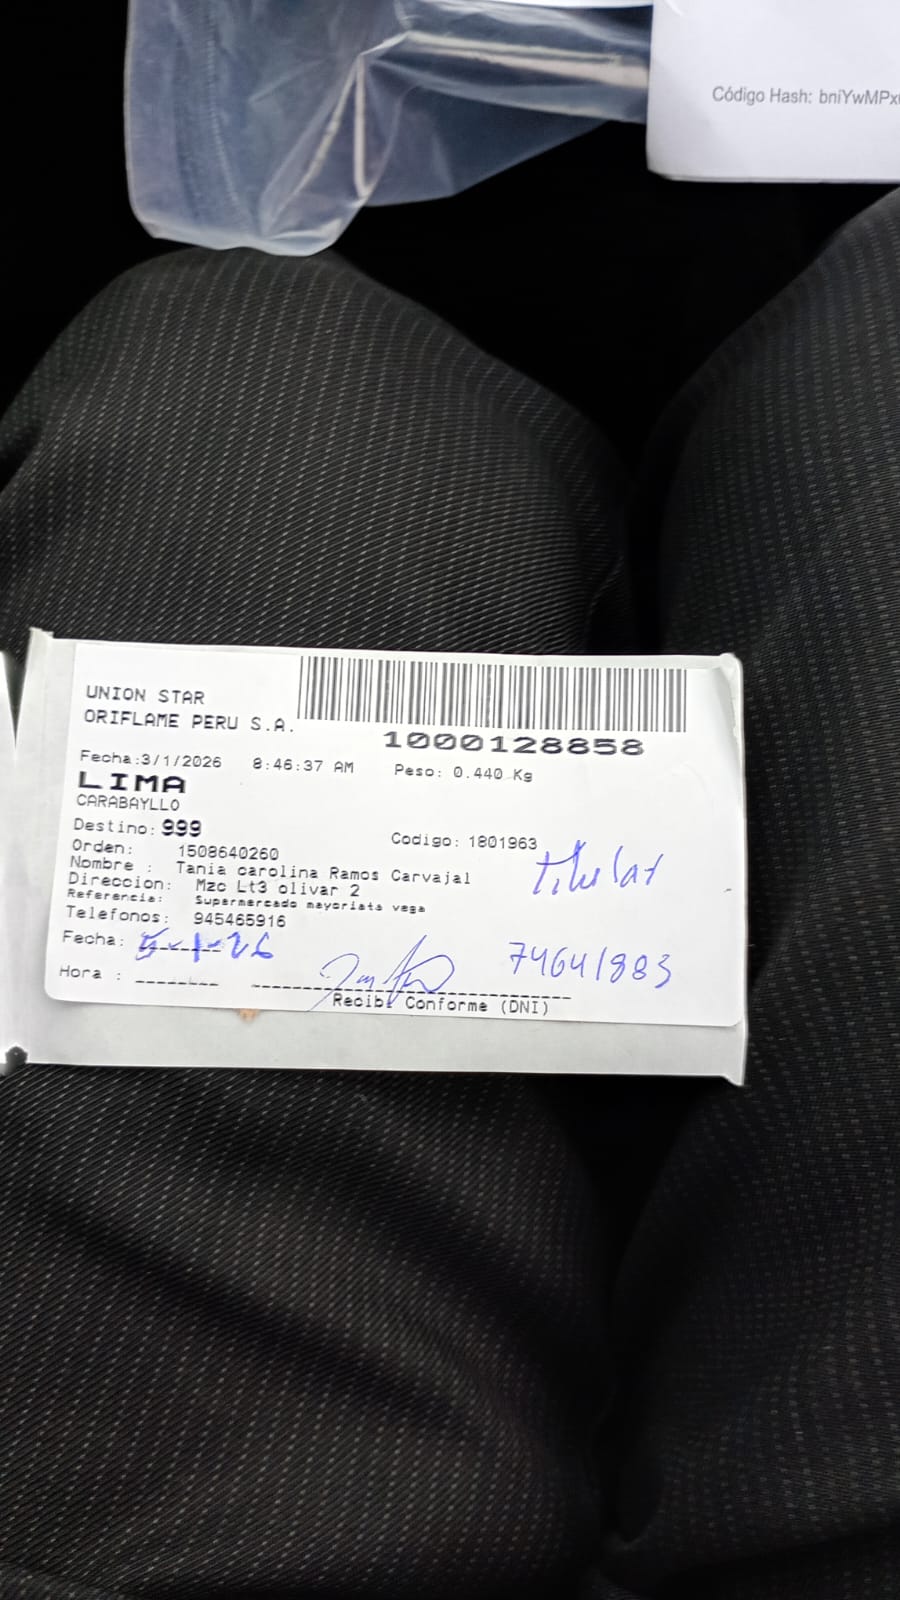 Código Hash: bniYwMPx
UNION STAR
ORIFLAME PERU S.A.
1000128858
Fecha:3/1/2026 8:46:37 AM Peso: 0.440 Kg
LIMA
CARABAYLLO
Destino: 999
Codigo: 1801963
Orden: 1508640260
Nombre : Tania carolina Ramos Carvajal
titular
Direccion: Mzc Lt3 olivar 2
Referencia: Supermercado mayorista vega
Telefonos: 945465916
Fecha: 5-1-26
74641883
Hora : --------
Recibi Conforme (DNI)